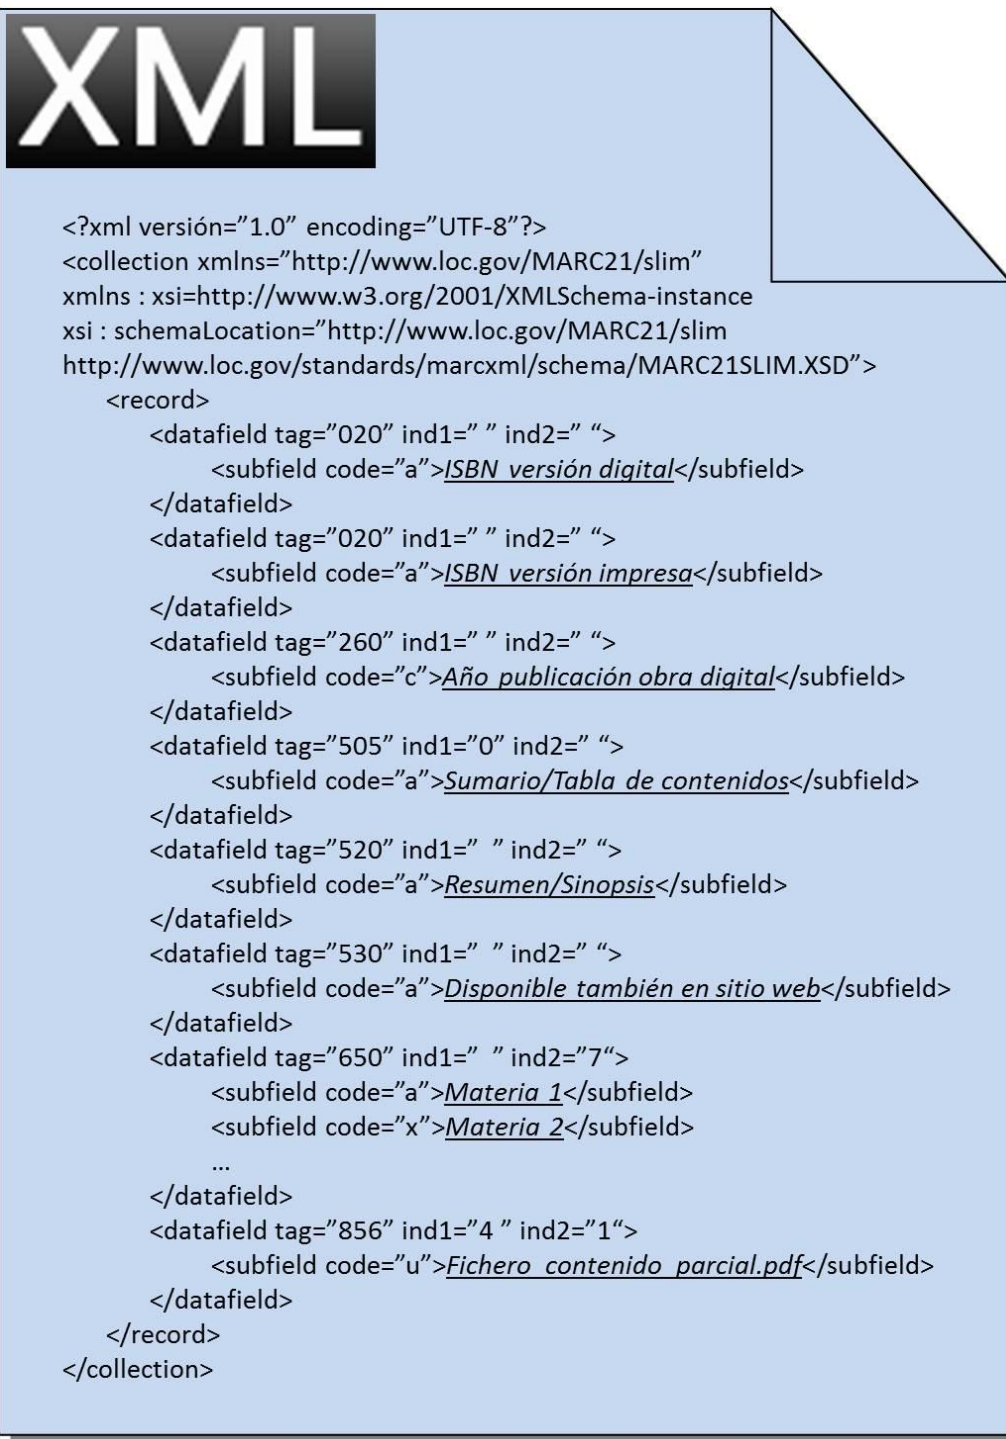 XML
<?xml versión=”1.0” encoding=”UTF-8”?>
<collection xmlns=”http://www.loc.gov/MARC21/slim”
xmlns : xsi=http://www.w3.org/2001/XMLSchema-instance
xsi : schemaLocation=”http://www.loc.gov/MARC21/slim
http://www.loc.gov/standards/marcxml/schema/MARC21SLIM.XSD”>
<record>
<datafield tag=”020” ind1=” ” ind2=” “>
<subfield code=”a”>ISBN versión digital</subfield>
</datafield>
<datafield tag=”020” ind1=” ” ind2=” “>
<subfield code=”a”>ISBN versión impresa</subfield>
</datafield>
<datafield tag=”260” ind1=” ” ind2=” “>
<subfield code=”c”>Año publicación obra digital</subfield>
</datafield>
<datafield tag=”505” ind1=”0” ind2=” “>
<subfield code=”a”>Sumario/Tabla de contenidos</subfield>
</datafield>
<datafield tag=”520” ind1=”  ” ind2=” “>
<subfield code=”a”>Resumen/Sinopsis</subfield>
</datafield>
<datafield tag=”530” ind1=”  ” ind2=” “>
<subfield code=”a”>Disponible también en sitio web</subfield>
</datafield>
<datafield tag=”650” ind1=”  ” ind2=”7“>
<subfield code=”a”>Materia 1</subfield>
<subfield code=”x”>Materia 2</subfield>
...
</datafield>
<datafield tag=”856” ind1=”4 ” ind2=”1“>
<subfield code=”u”>Fichero_contenido_parcial.pdf</subfield>
</datafield>
</record>
</collection>